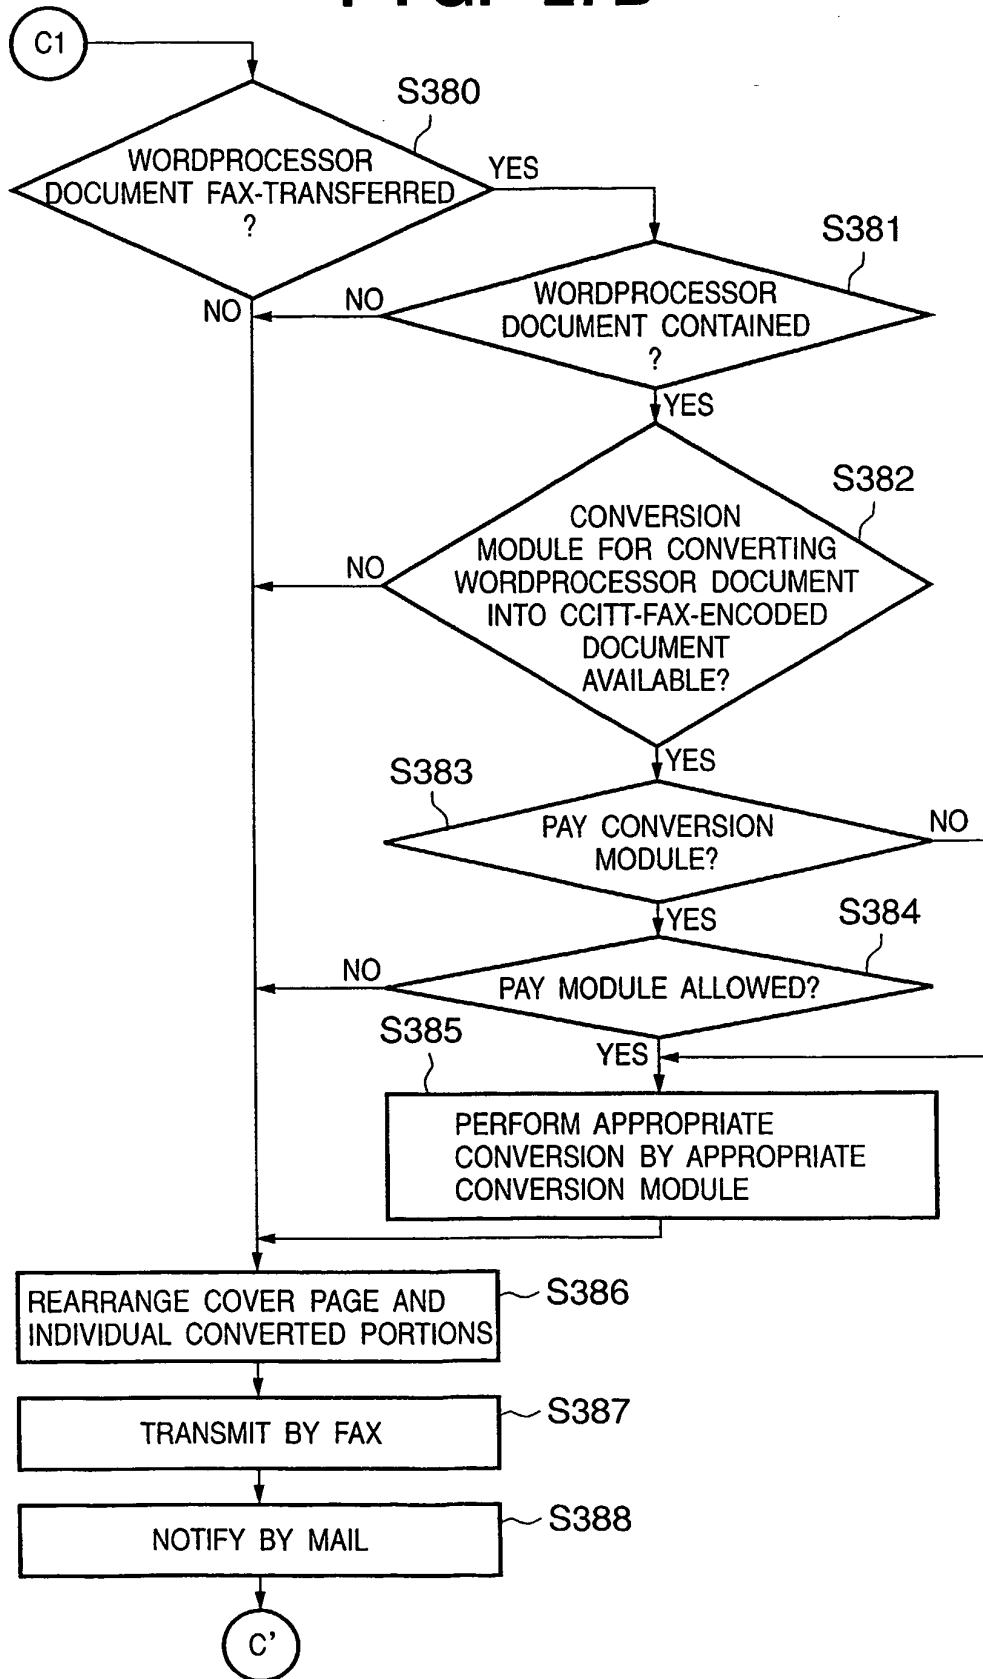 C1
S380
WORDPROCESSOR
DOCUMENT FAX-TRANSFERRED
?
YES
NO
S381
WORDPROCESSOR
DOCUMENT CONTAINED
?
NO
YES
S382
CONVERSION
MODULE FOR CONVERTING
WORDPROCESSOR DOCUMENT
INTO CCITT-FAX-ENCODED
DOCUMENT
AVAILABLE?
NO
YES
S383
PAY CONVERSION
MODULE?
NO
YES
S384
PAY MODULE ALLOWED?
NO
YES
S385
PERFORM APPROPRIATE
CONVERSION BY APPROPRIATE
CONVERSION MODULE
REARRANGE COVER PAGE AND
INDIVIDUAL CONVERTED PORTIONS
S386
TRANSMIT BY FAX
S387
NOTIFY BY MAIL
S388
C'